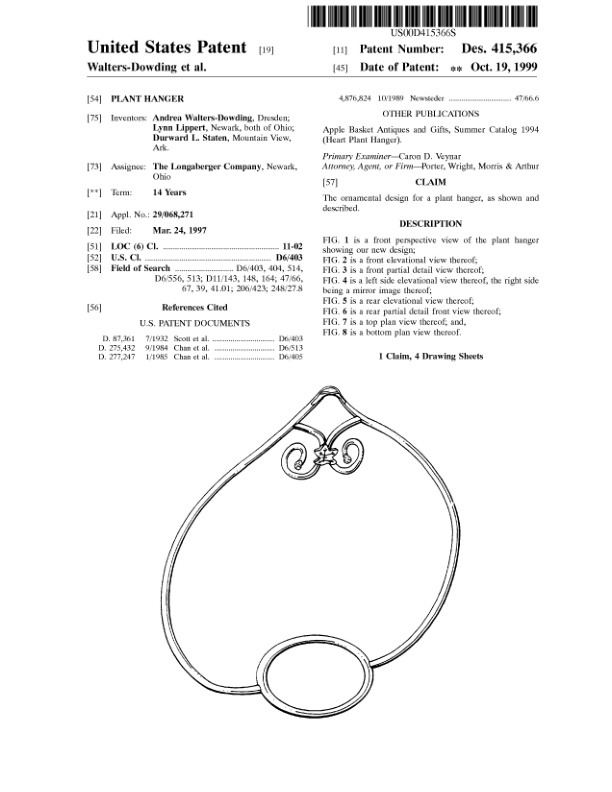 US00D415366S
United States Patent [19]
Walters-Dowding et al.
[11] Patent Number: Des. 415,366
[45] Date of Patent: ** Oct. 19, 1999
[54] PLANT HANGER
[75] Inventors: Andrea Walters-Dowding, Dresden;
Lynn Lippert, Newark, both of Ohio;
Durward L. Staten, Mountain View,
Ark.
[73] Assignee: The Longaberger Company, Newark,
Ohio
[**] Term: 14 Years
[21] Appl. No.: 29/068,271
[22] Filed: Mar. 24, 1997
[51] LOC (6) Cl. .......... 11-02
[52] U.S. Cl. .......... D6/403
[58] Field of Search .......... D6/403, 404, 514,
D6/556, 513; D11/143, 148, 164; 47/66,
67, 39, 41.01; 206/423; 248/27.8
[56] References Cited
U.S. PATENT DOCUMENTS
D. 87,361 7/1932 Scott et al. .......... D6/403
D. 275,432 9/1984 Chan et al. .......... D6/513
D. 277,247 1/1985 Chan et al. .......... D6/405
4,876,824 10/1989 Newsteder .......... 47/66.6
OTHER PUBLICATIONS
Apple Basket Antiques and Gifts, Summer Catalog 1994
(Heart Plant Hanger).
Primary Examiner—Caron D. Veynar
Attorney, Agent, or Firm—Porter, Wright, Morris & Arthur
[57] CLAIM
The ornamental design for a plant hanger, as shown and
described.
DESCRIPTION
FIG. 1 is a front perspective view of the plant hanger
showing our new design;
FIG. 2 is a front elevational view thereof;
FIG. 3 is a front partial detail view thereof;
FIG. 4 is a left side elevational view thereof, the right side
being a mirror image thereof;
FIG. 5 is a rear elevational view thereof;
FIG. 6 is a rear partial detail front view thereof;
FIG. 7 is a top plan view thereof; and,
FIG. 8 is a bottom plan view thereof.
1 Claim, 4 Drawing Sheets